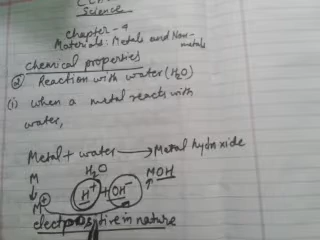 Science
Chapter - 4
Materials: Metals and Non-metals
Chemical properties
② Reaction with water (H₂O)
(i) when a metal reacts with
water,
Metal + water → Metal hydroxide
M H₂O MOH
↓ H⁺ + OH⁻ ↑
M⁺
electropositive in nature